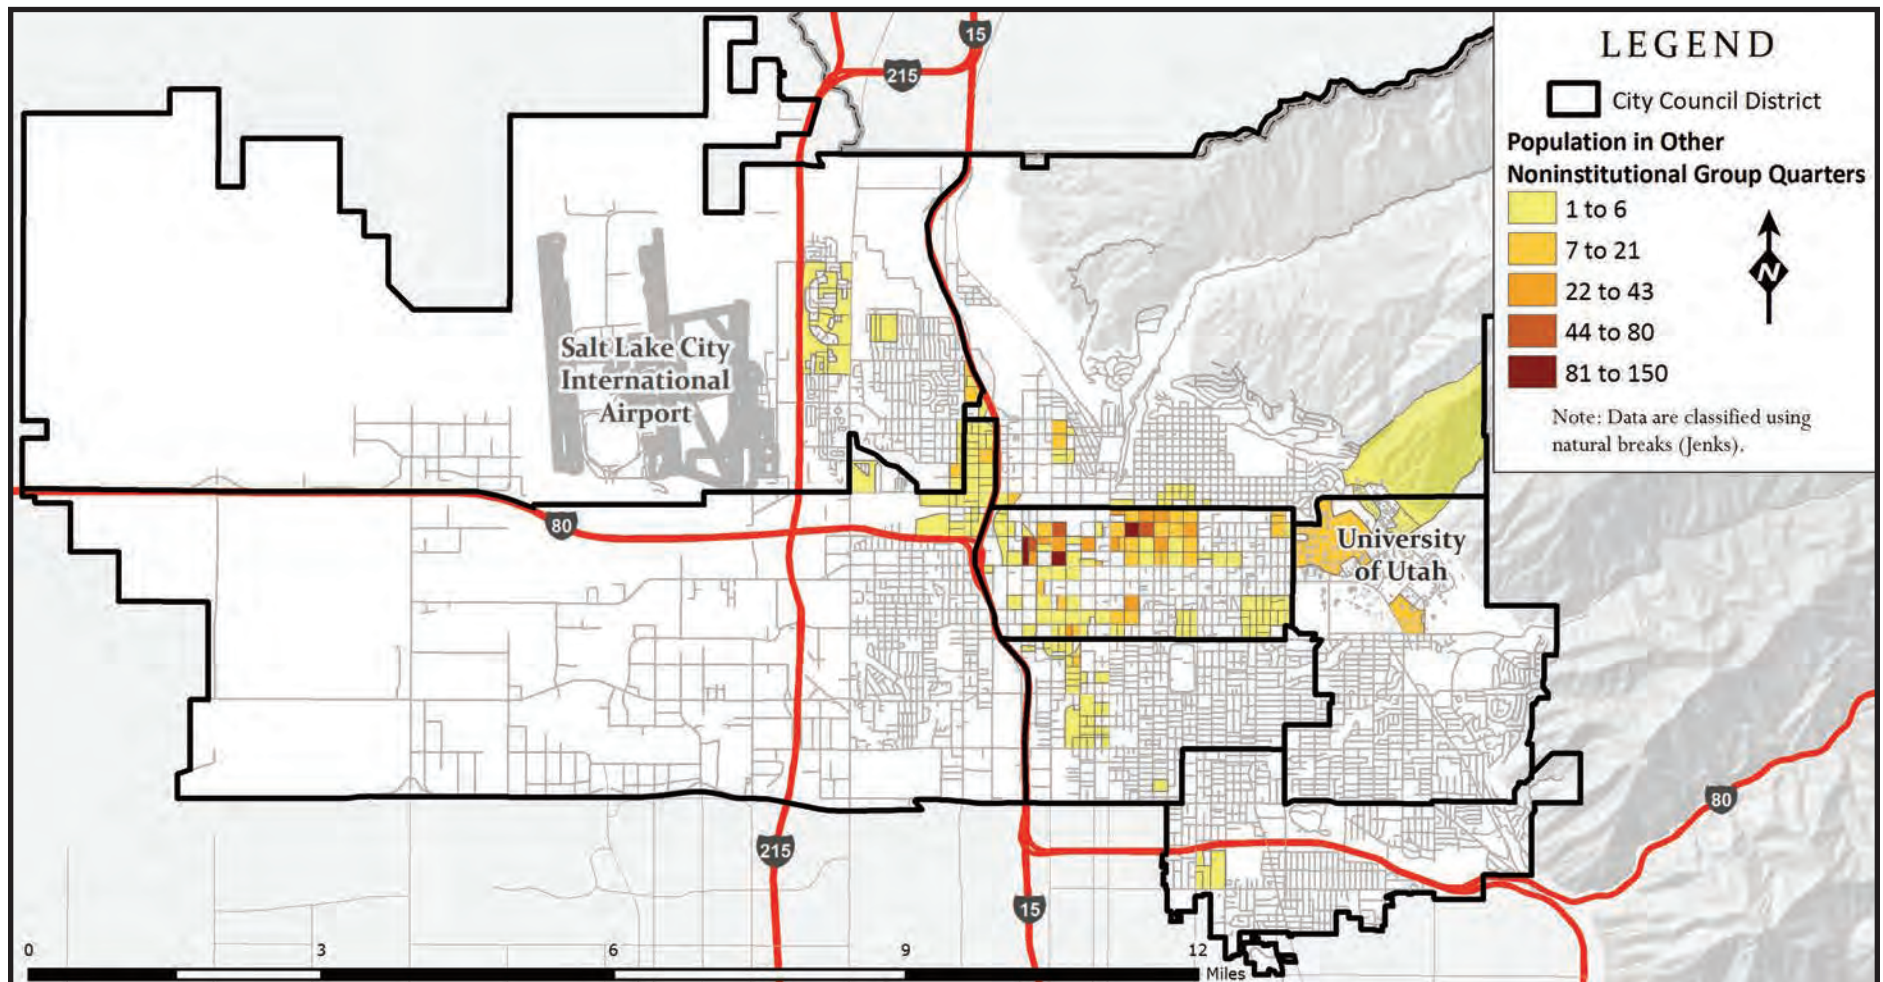 LEGEND
City Council District
Population in Other
Noninstitutional Group Quarters
1 to 6
7 to 21
22 to 43
44 to 80
81 to 150
N
Note: Data are classified using
natural breaks (Jenks).
15
215
Salt Lake City
International
Airport
80
University
of Utah
80
215
15
0 3 6 9 12
Miles